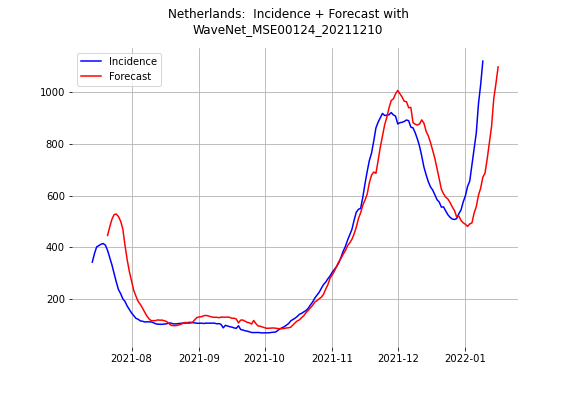 Netherlands:  Incidence + Forecast with
WaveNet_MSE00124_20211210
Incidence
Forecast
1000
800
600
400
200
2021-08 2021-09 2021-10 2021-11 2021-12 2022-01